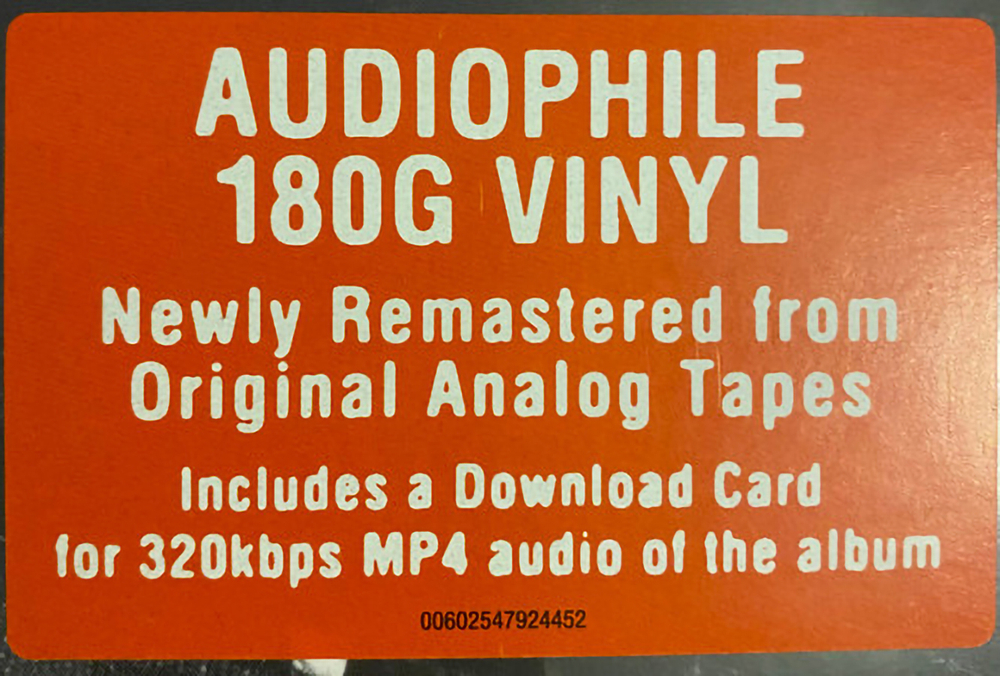 AUDIOPHILE
180G VINYL
Newly Remastered from
Original Analog Tapes
Includes a Download Card
for 320kbps MP4 audio of the album
00602547924452